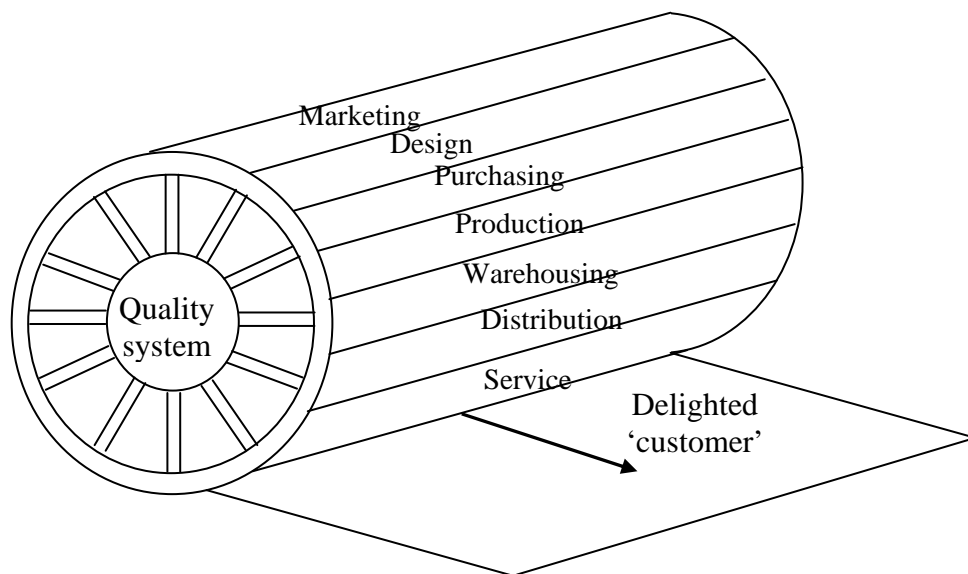 Marketing
Design
Purchasing
Production
Warehousing
Distribution
Service
Quality
system
Delighted
‘customer’